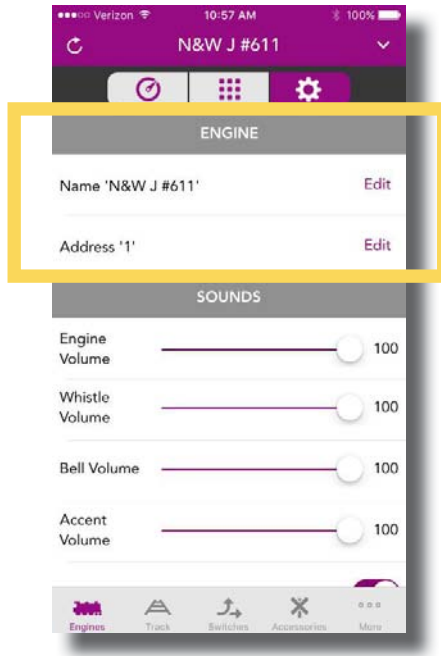 Verizon 10:57 AM 100%
N&W J #611
ENGINE
Name 'N&W J #611' Edit
Address '1' Edit
SOUNDS
Engine
Volume 100
Whistle
Volume 100
Bell Volume 100
Accent
Volume 100
Engines Track Switches Accessories More